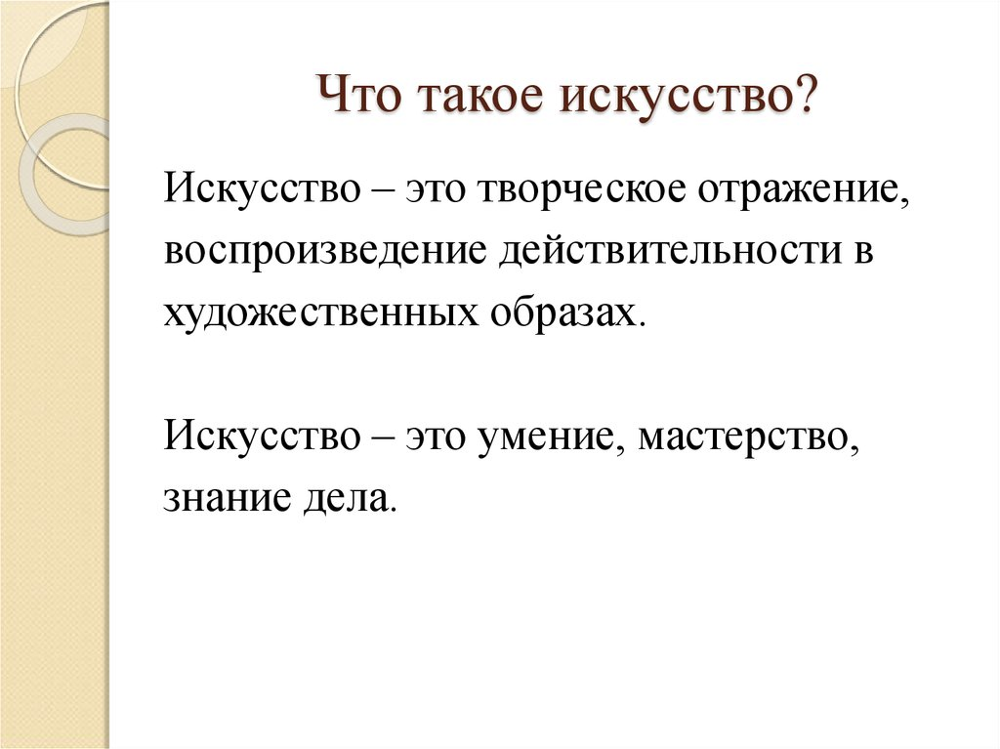 Что такое искусство?
Искусство – это творческое отражение,
воспроизведение действительности в
художественных образах.
Искусство – это умение, мастерство,
знание дела.